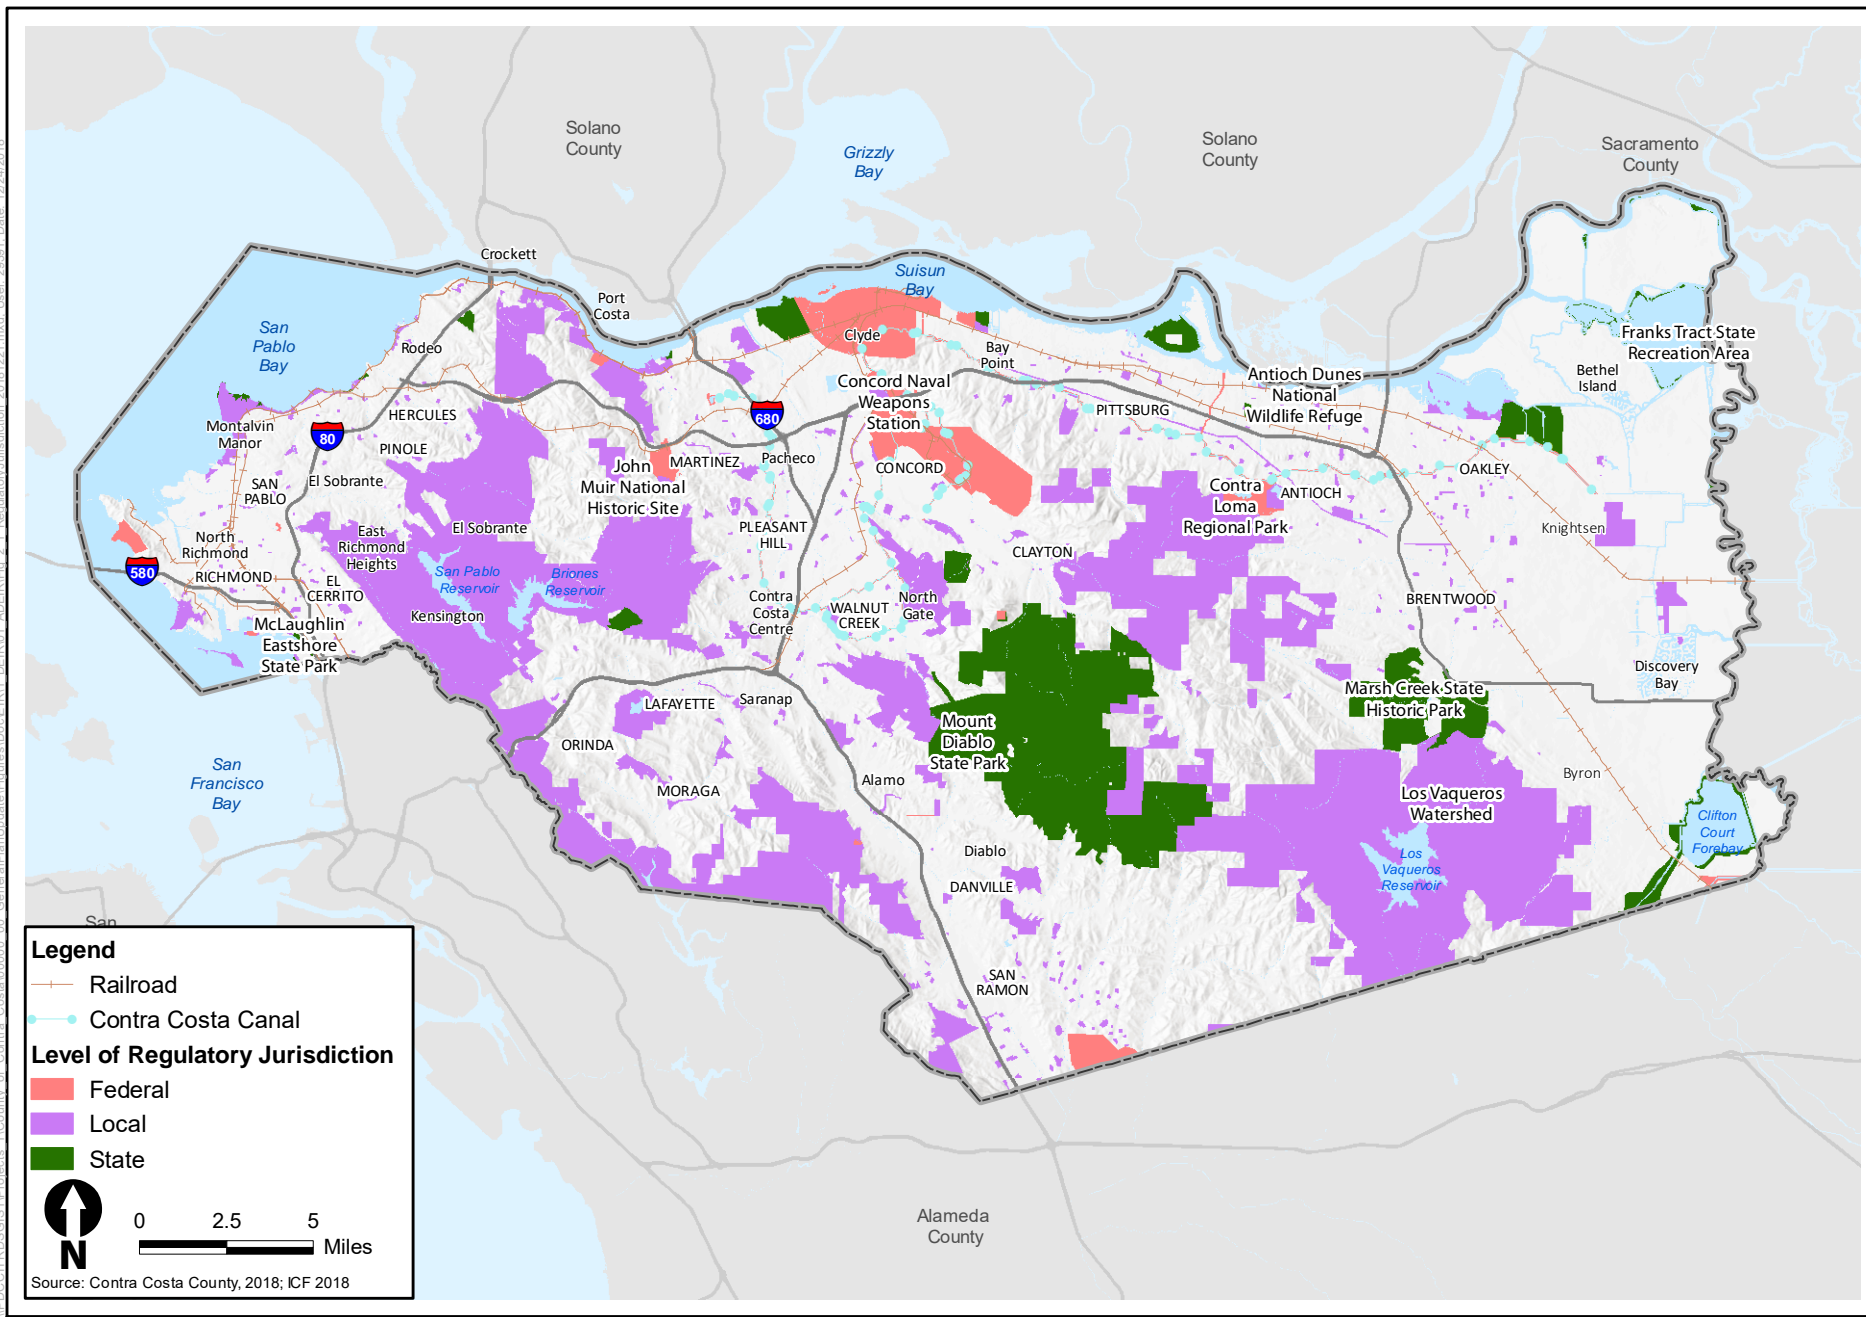 Solano
County
Solano
County
Sacramento
County
Grizzly
Bay
Crockett
Suisun
Bay
Port
Costa
San
Pablo
Bay
Rodeo
Clyde
Bay
Point
Franks Tract State
Recreation Area
Bethel
Island
Antioch Dunes
National
Wildlife Refuge
Concord Naval
Weapons
Station
PITTSBURG
HERCULES
Montalvin
Manor
80
680
PINOLE
Pacheco
MARTINEZ
John
Muir National
Historic Site
CONCORD
OAKLEY
SAN
PABLO
El Sobrante
Contra
Loma
Regional Park
ANTIOCH
Knightsen
El Sobrante
East
Richmond
Heights
PLEASANT
HILL
North
Richmond
CLAYTON
580
RICHMOND
San Pablo
Reservoir
Briones
Reservoir
EL
CERRITO
Kensington
Contra
Costa
Centre
WALNUT
CREEK
North
Gate
BRENTWOOD
McLaughlin
Eastshore
State Park
Discovery
Bay
Marsh Creek State
Historic Park
LAFAYETTE
Saranap
Mount
Diablo
State Park
ORINDA
San
Francisco
Bay
MORAGA
Alamo
Byron
Los Vaqueros
Watershed
Clifton
Court
Forebay
Diablo
Los
Vaqueros
Reservoir
DANVILLE
San
SAN
RAMON
Legend
Railroad
Contra Costa Canal
Level of Regulatory Jurisdiction
Federal
Local
State
N
0 2.5 5
Miles
Source: Contra Costa County, 2018; ICF 2018
Alameda
County